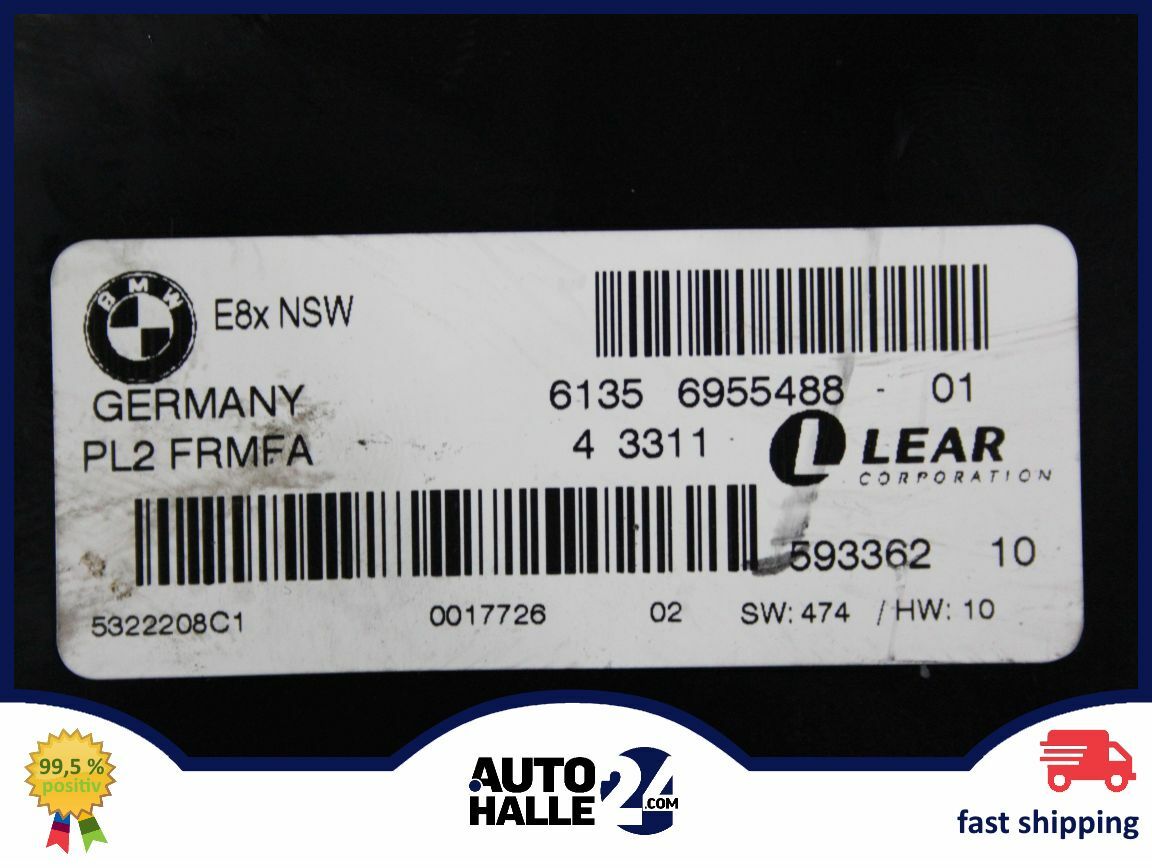 BMW
E8x NSW
GERMANY
6135 6955488 - 01
PL2 FRMFA
4 3311
LEAR
CORPORATION
593362 10
5322208C1 0017726 02 SW: 474 / HW: 10
99,5 %
positiv
AUTO
HALLE 24
.COM
fast shipping